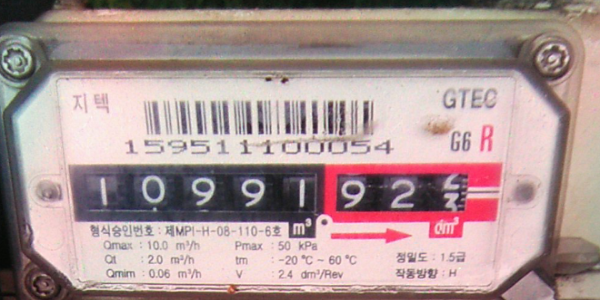 지텍 GTEC
159511100054
G6 R
10991 92
m³ dm³
형식승인번호 : 제MPI-H-08-110-6호
Qmax : 10.0 m³/h Pmax : 50 kPa
Qt : 2.0 m³/h tm : -20 °C ~ 60 °C 정밀도 : 1.5급
Qmin : 0.06 m³/h V : 2.4 dm³/Rev 작동방향 : H